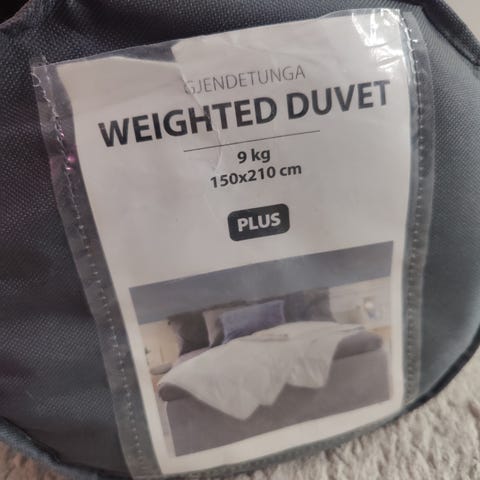 GJENDETUNGA
WEIGHTED DUVET
9 kg
150x210 cm
PLUS